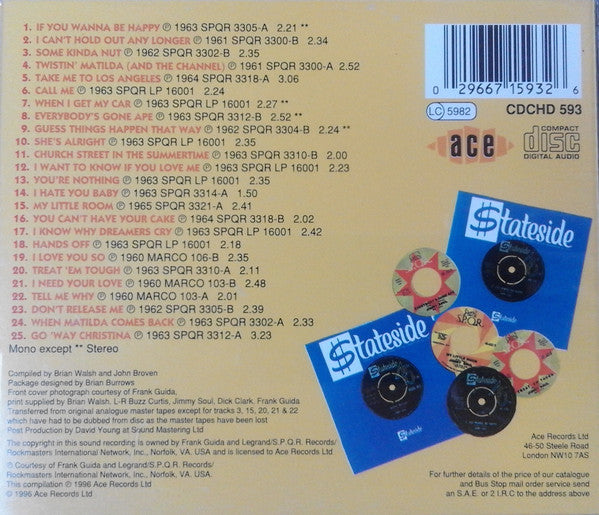 1. IF YOU WANNA BE HAPPY ℗ 1963 SPQR 3305-A 2.21 **
2. I CAN'T HOLD OUT ANY LONGER ℗ 1961 SPQR 3300-B 2.34
3. SOME KINDA NUT ℗ 1962 SPQR 3302-B 2.35
4. TWISTIN' MATILDA (AND THE CHANNEL) ℗ 1961 SPQR 3300-A 2.52
5. TAKE ME TO LOS ANGELES ℗ 1964 SPQR 3318-A 3.06
6. CALL ME ℗ 1963 SPQR LP 16001 2.24
7. WHEN I GET MY CAR ℗ 1963 SPQR LP 16001 2.27 **
8. EVERYBODY'S GONE APE ℗ 1963 SPQR 3312-B 2.52 **
9. GUESS THINGS HAPPEN THAT WAY ℗ 1962 SPQR 3304-B 2.24 **
10. SHE'S ALRIGHT ℗ 1963 SPQR LP 16001 2.35
11. CHURCH STREET IN THE SUMMERTIME ℗ 1963 SPQR 3310-B 2.00
12. I WANT TO KNOW IF YOU LOVE ME ℗ 1963 SPQR LP 16001 2.23
13. YOU'RE NOTHING ℗ 1963 SPQR LP 16001 2.35
14. I HATE YOU BABY ℗ 1963 SPQR 3314-A 1.50
15. MY LITTLE ROOM ℗ 1965 SPQR 3321-A 2.41
16. YOU CAN'T HAVE YOUR CAKE ℗ 1964 SPQR 3318-B 2.02
17. I KNOW WHY DREAMERS CRY ℗ 1963 SPQR LP 16001 2.42
18. HANDS OFF ℗ 1963 SPQR LP 16001 2.18
19. I LOVE YOU SO ℗ 1960 MARCO 106-B 2.35
20. TREAT 'EM TOUGH ℗ 1963 SPQR 3310-A 2.11
21. I NEED YOUR LOVE ℗ 1960 MARCO 103-B 2.48
22. TELL ME WHY ℗ 1960 MARCO 103-A 2.01
23. DON'T RELEASE ME ℗ 1962 SPQR 3305-B 2.39
24. WHEN MATILDA COMES BACK ℗ 1963 SPQR 3302-A 2.33
25. GO 'WAY CHRISTINA ℗ 1963 SPQR 3312-A 3.23
Mono except ** Stereo
Compiled by Brian Walsh and John Broven
Package designed by Brian Burrows
Front cover photograph courtesy of Frank Guida,
print supplied by Brian Walsh. L-R Buzz Curtis, Jimmy Soul, Dick Clark. Frank Guida
Transferred from original analogue master tapes except for tracks 3, 15, 20, 21 & 22
which have had to be dubbed from disc as the master tapes have been lost
Post Production by David Young at Sound Mastering Ltd
The copyright in this sound recording is owned by Frank Guida and Legrand/S.P.Q.R. Records/
Rockmasters International Network, Inc., Norfolk, VA. USA and is licensed to Ace Records Ltd
℗ Courtesy of Frank Guida and Legrand/S.P.Q.R. Records/
Rockmasters International Network, Inc., Norfolk, VA. USA.
This compilation ℗ 1996 Ace Records Ltd
© 1996 Ace Records Ltd
0 29667 15932 6
LC 5982
CDCHD 593
ace
COMPACT
disc
DIGITAL AUDIO
$tateside
$tateside
S.P.Q.R.
Stateside
Ace Records Ltd
46-50 Steele Road
London NW10 7AS
For further details of the price of our catalogue
and Bus Stop mail order service send
an S.A.E. or 2 I.R.C to the address above